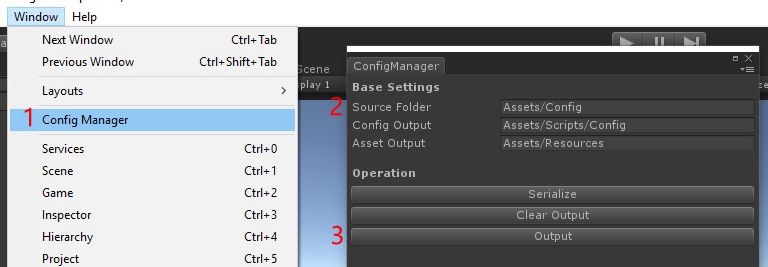 Window Help
Next Window Ctrl+Tab
Previous Window Ctrl+Shift+Tab
Layouts >
1 Config Manager
Services Ctrl+0
Scene Ctrl+1
Game Ctrl+2
Inspector Ctrl+3
Hierarchy Ctrl+4
Project Ctrl+5
Scene
play 1
ConfigManager
Base Settings
2 Source Folder Assets/Config
Config Output Assets/Scripts/Config
Asset Output Assets/Resources
Operation
Serialize
Clear Output
3 Output